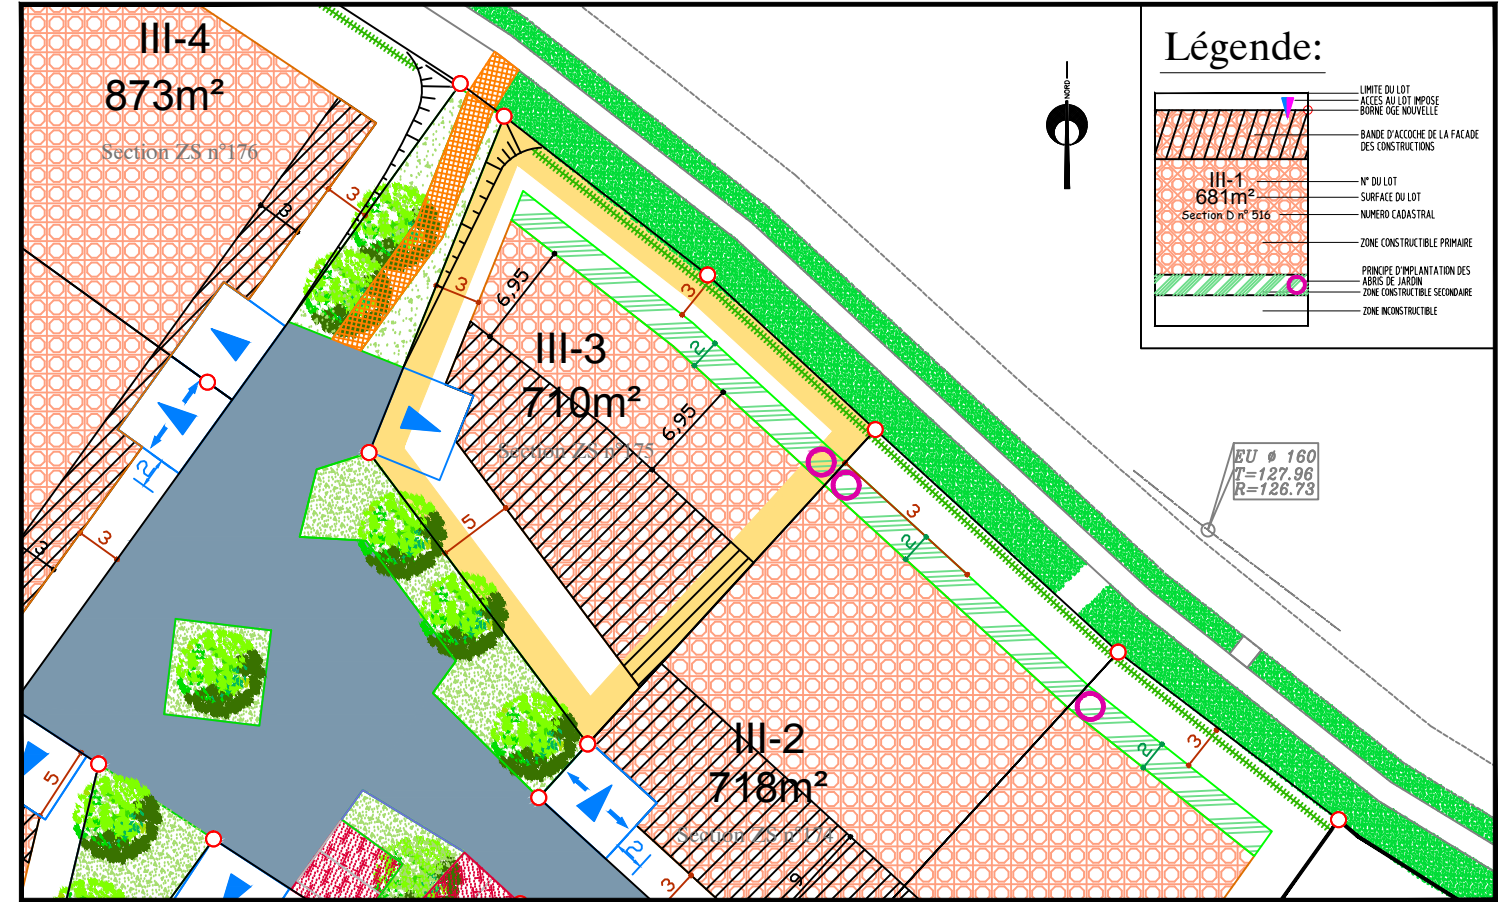 III-4
873m²
Section ZS n°176
3
3
3
3
3
6,95
III-3
710m²
Section ZS n°175
6,95
3
2
5
3
2
III-2
718m²
Section ZS n°174
2
3
3
5
NORD
EU ø 160
T=127.96
R=126.73
Légende:
LIMITE DU LOT
ACCES AU LOT IMPOSE
BORNE OGE NOUVELLE
BANDE D'ACCOCHE DE LA FACADE
DES CONSTRUCTIONS
III-1
N° DU LOT
681m²
SURFACE DU LOT
Section D n° 516
NUMERO CADASTRAL
ZONE CONSTRUCTIBLE PRIMAIRE
PRINCIPE D'IMPLANTATION DES
ABRIS DE JARDIN
ZONE CONSTRUCTIBLE SECONDAIRE
ZONE INCONSTRUCTIBLE